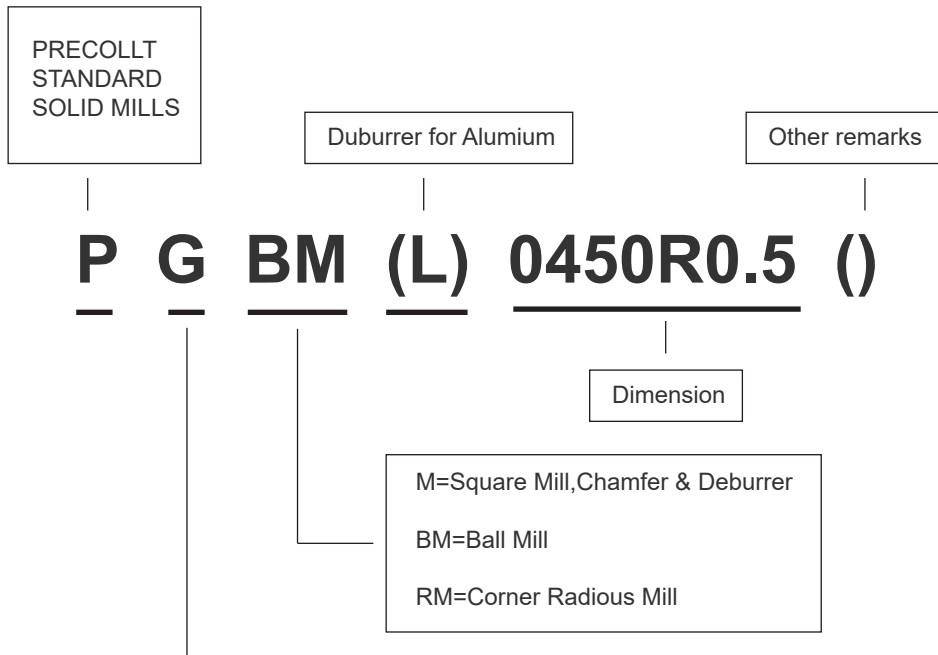 PRECOLLT
STANDARD
SOLID MILLS
Duburrer for Alumium
Other remarks
P G BM (L) 0450R0.5 ()
Dimension
M=Square Mill,Chamfer & Deburrer
BM=Ball Mill
RM=Corner Radious Mill